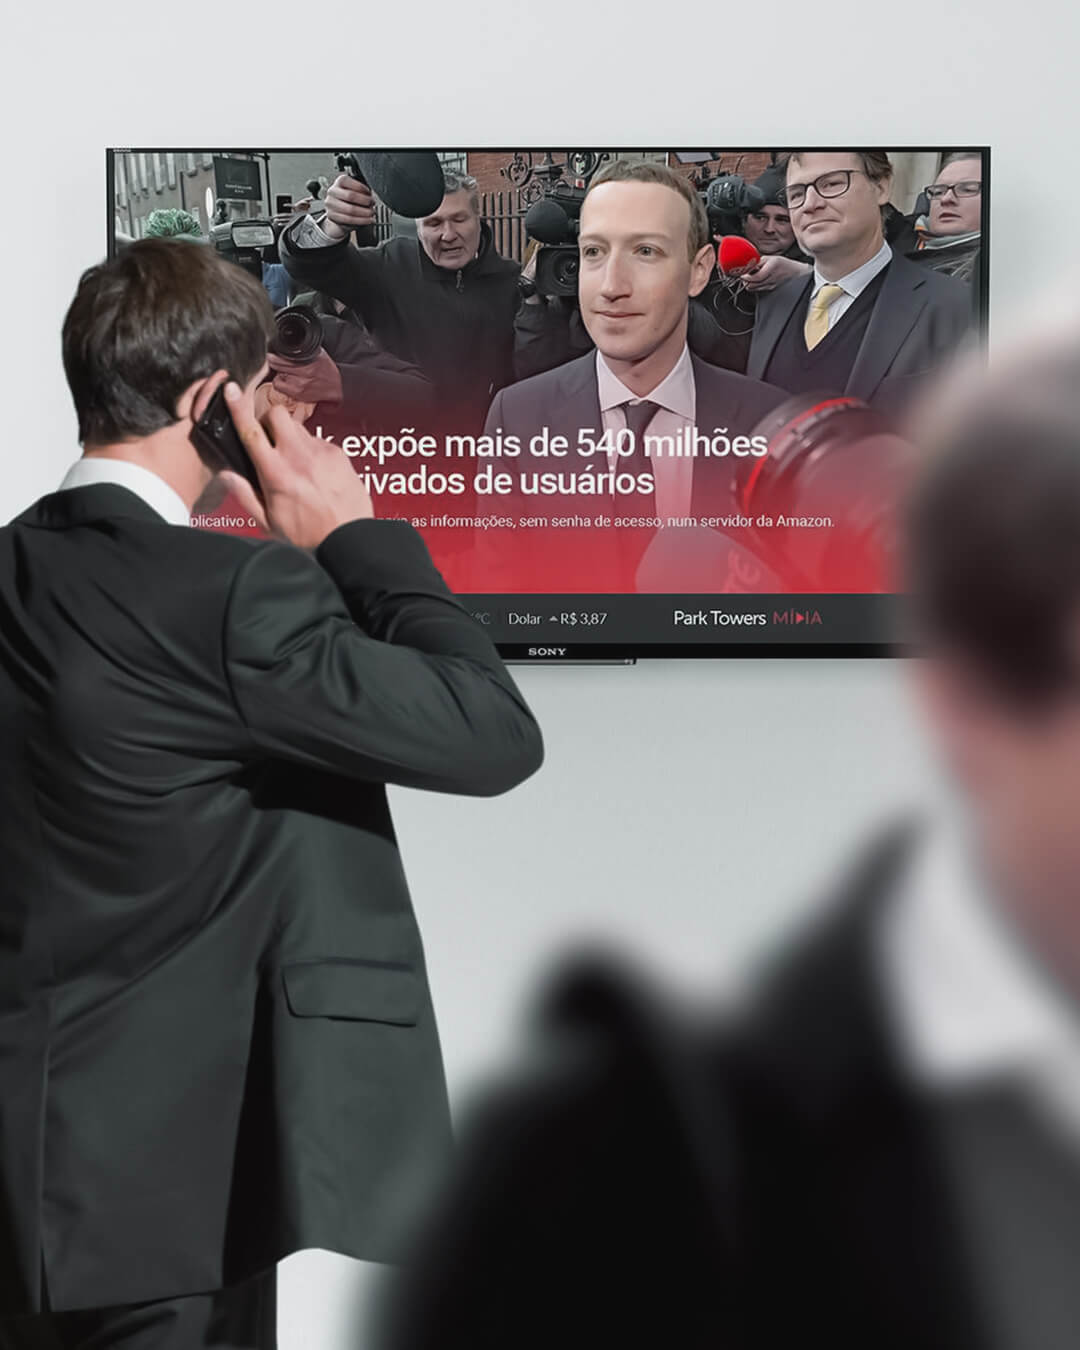 k expõe mais de 540 milhões
rivados de usuários
plicativo d as informações, sem senha de acesso, num servidor da Amazon.
°C Dolar R$ 3,87 Park Towers MÍDIA
SONY